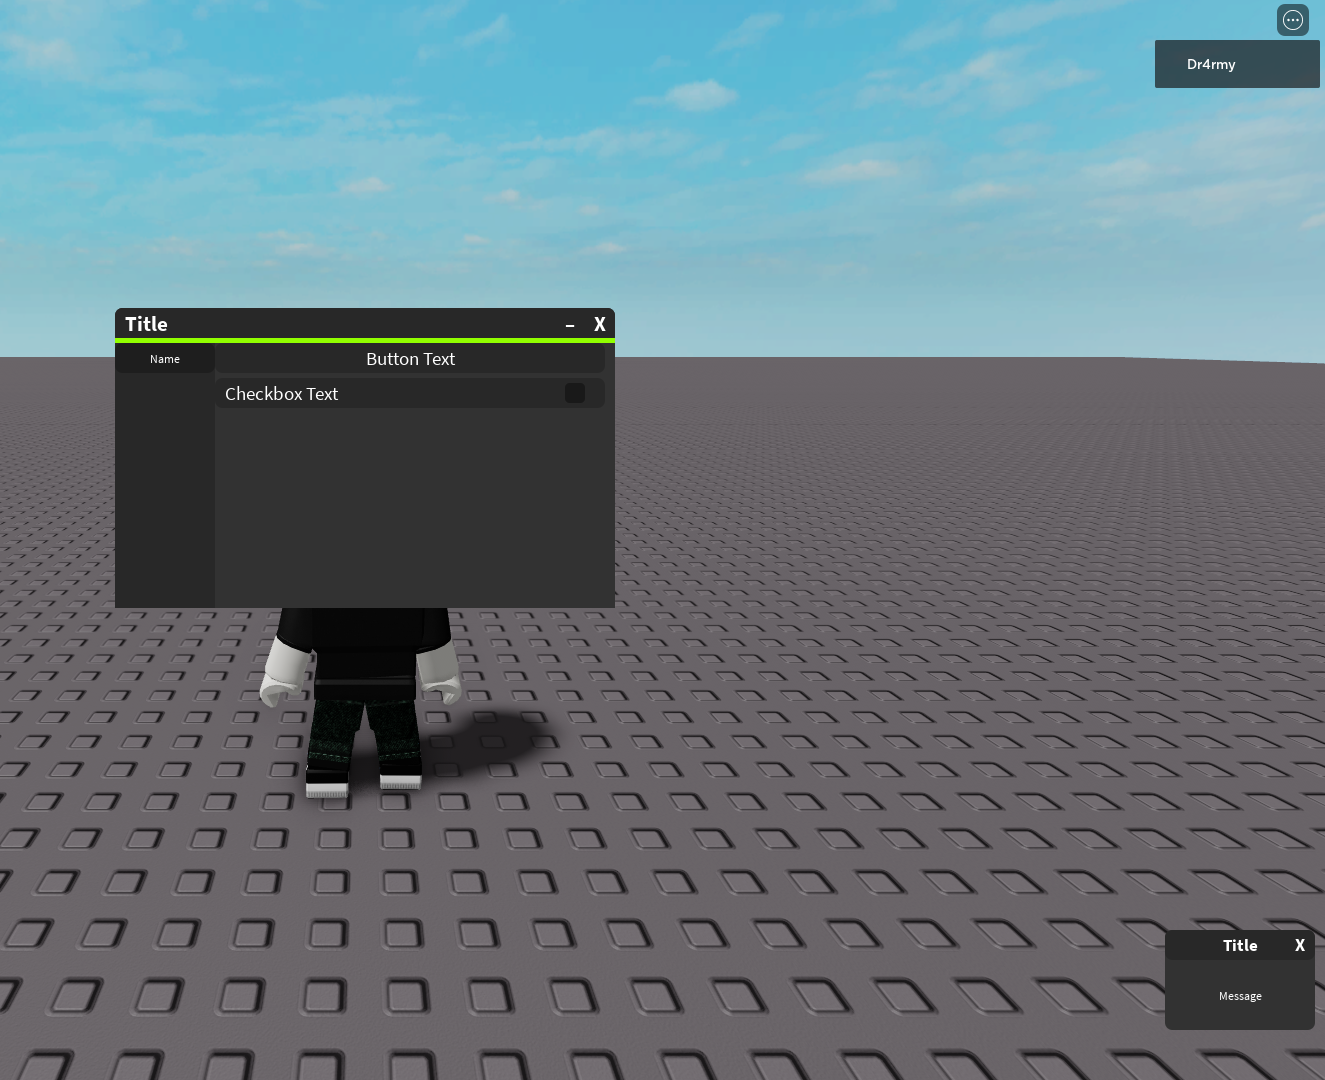 Dr4rmy
Title – X
Name
Button Text
Checkbox Text
Title X
Message